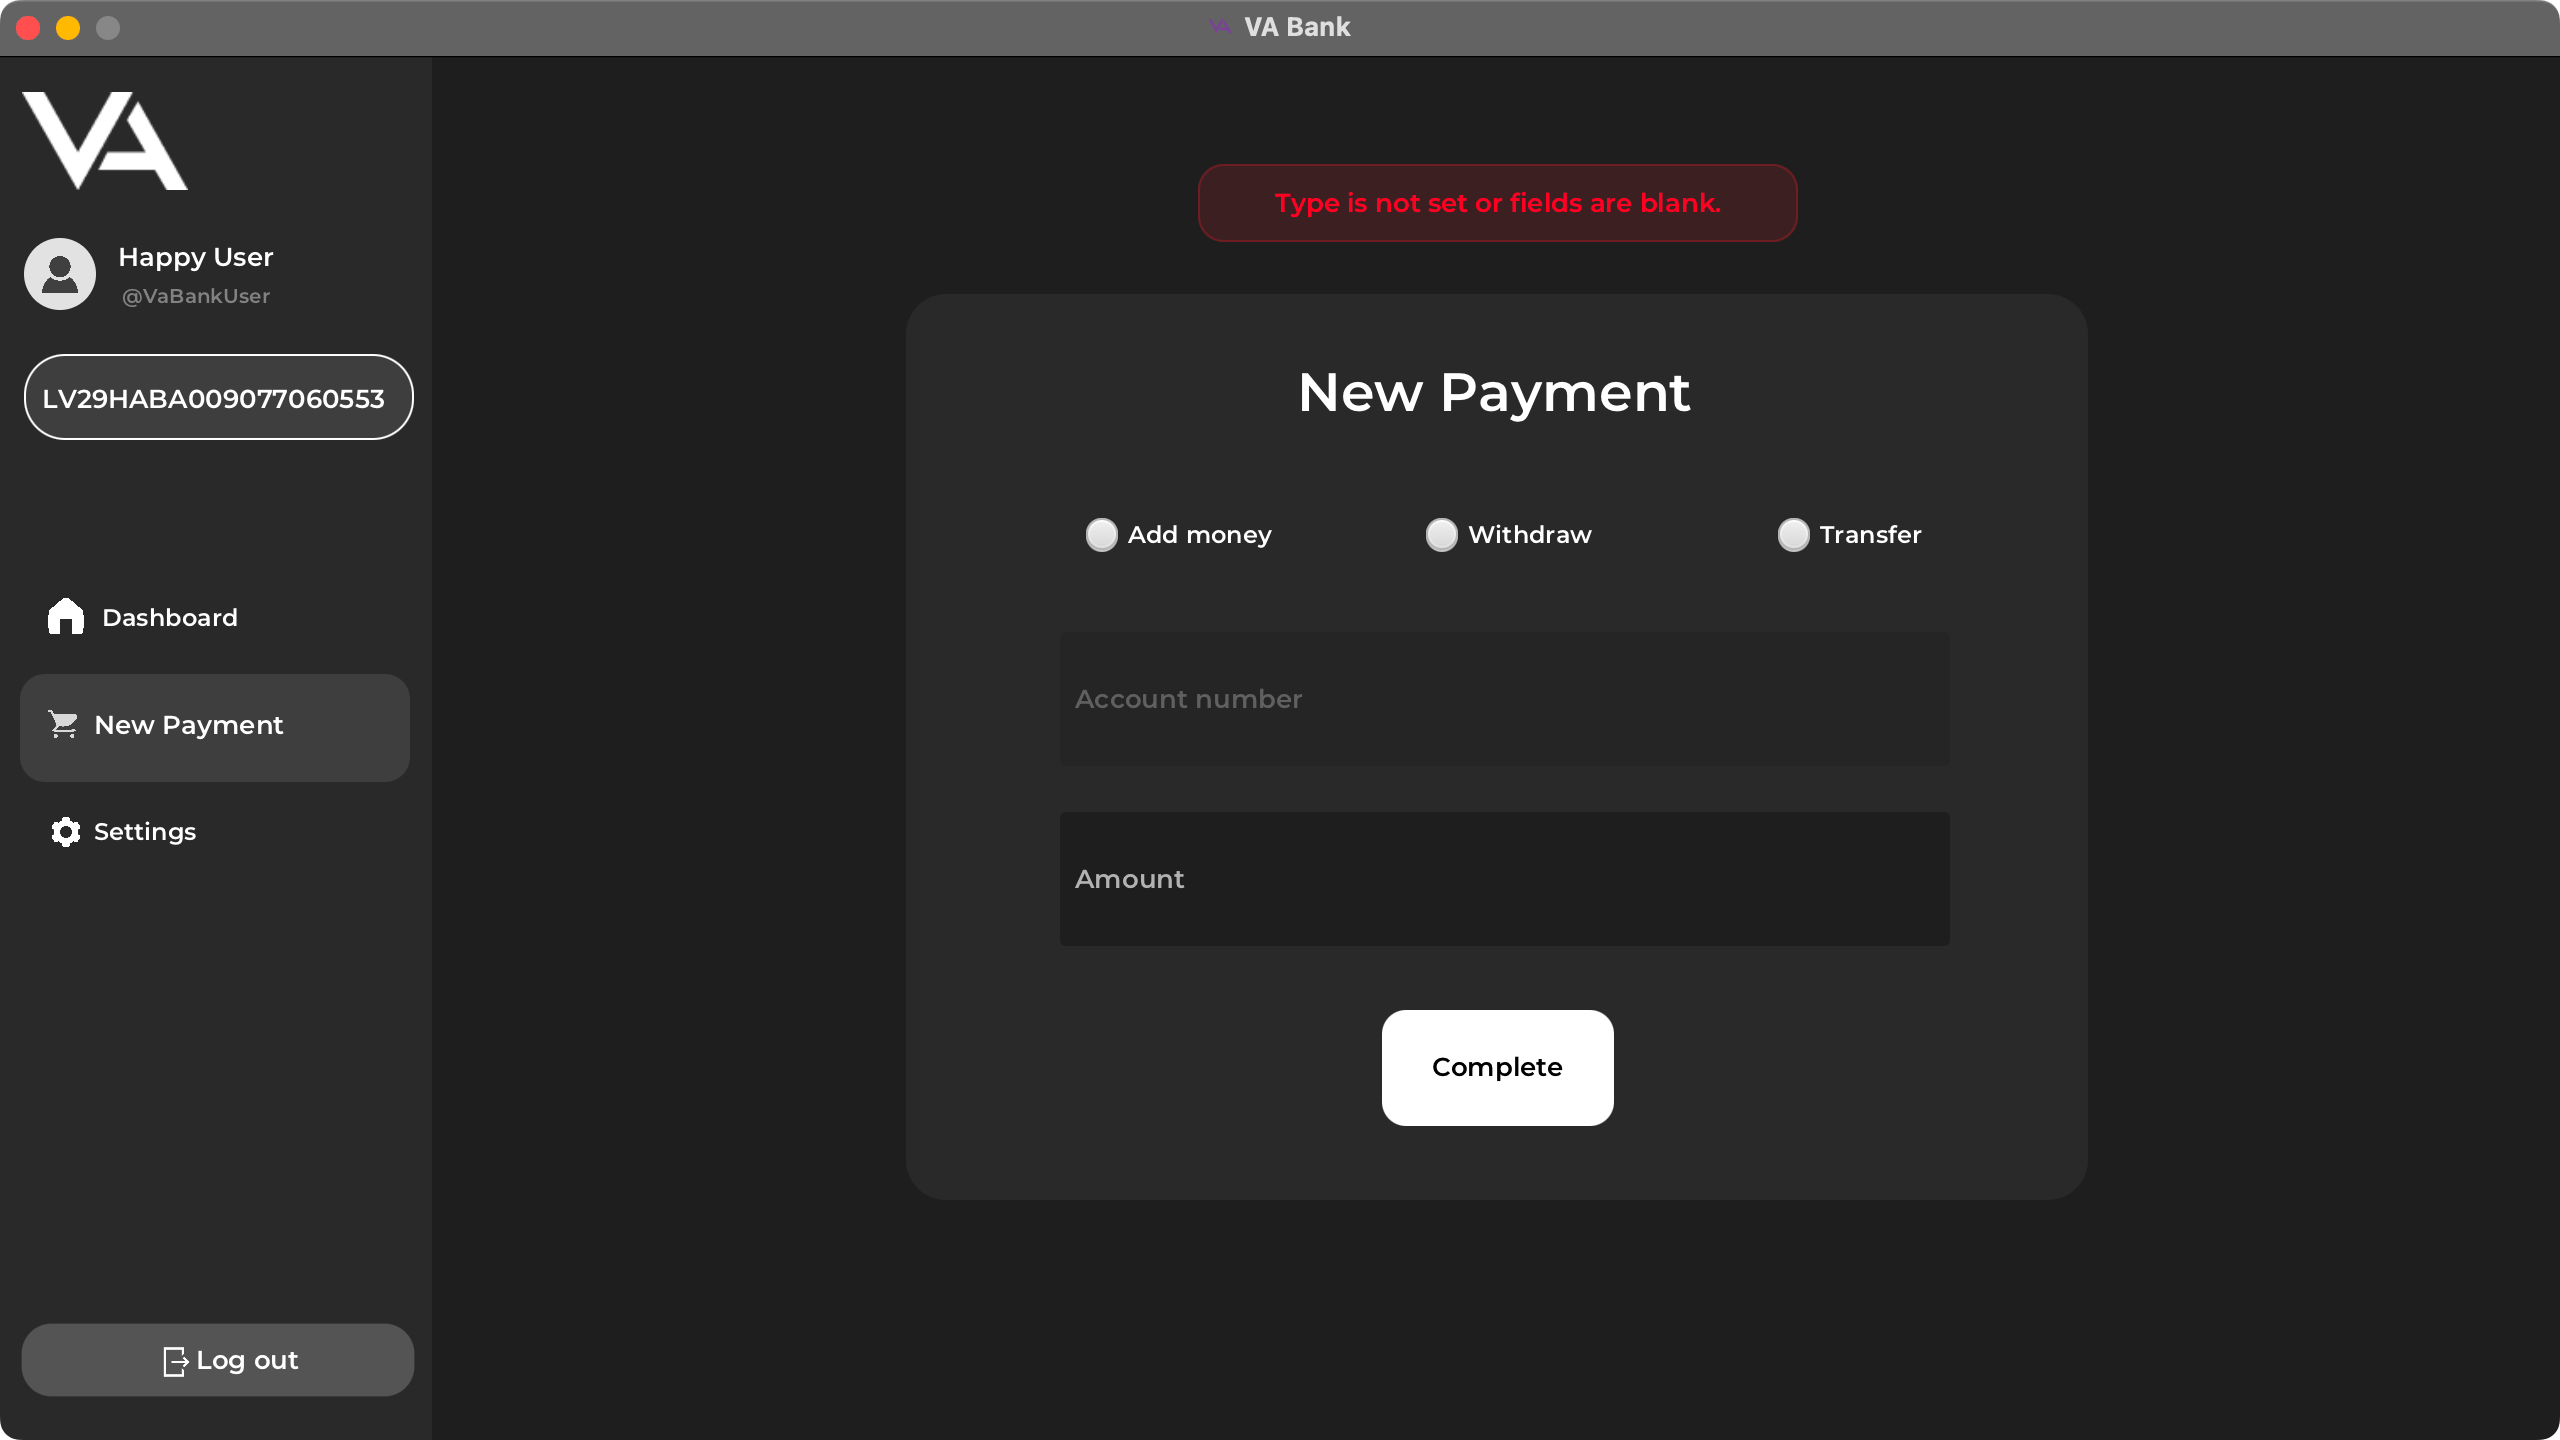 VA Bank
VA
Happy User
@VaBankUser
LV29HABA009077060553
Dashboard
New Payment
Settings
Log out
Type is not set or fields are blank.
New Payment
Add money Withdraw Transfer
Account number
Amount
Complete